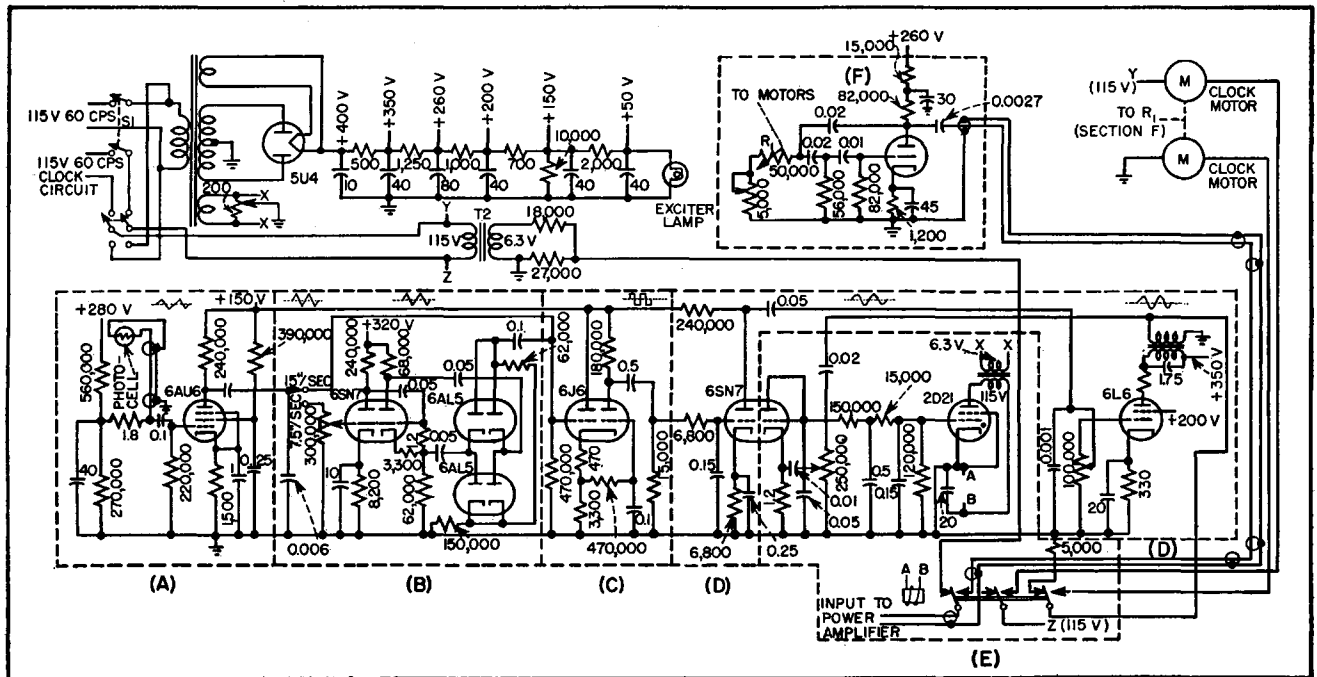 115V 60 CPS
S1
115V 60 CPS
CLOCK
CIRCUIT
200
X
X
5U4
+400V
+350 V
+260 V
+200 V
+150 V
+50 V
500
1,250
1,000
700
10,000
2,000
10
40
80
40
40
40
EXCITER
LAMP
Y
T2
115V
6.3 V
Z
18,000
27,000
(F)
+260 V
15,000
82,000
30
0.0027
TO MOTORS
R1
0.02
0.02
0.01
50,000
5,000
56,000
82,000
45
1,200
Y
(115 V)
M
CLOCK
MOTOR
TO R1
(SECTION F)
M
CLOCK
MOTOR
+280 V
+150 V
560,000
PHOTO-
CELL
240,000
390,000
6AU6
1.8
0.1
40
270,000
220,000
1,500
1
0.25
(A)
15"/SEC
7.5"/SEC
300,000
0.006
+320 V
240,000
68,000
6SN7
0.05
0.05
6AL5
0.1
62,000
1.2
0.05
3,300
6AL5
10
8,200
62,000
150,000
(B)
180,000
0.5
6J6
470,000
470
3,300
0.1
15,000
470,000
(C)
240,000
0.05
6SN7
6,800
0.15
6,800
0.25
(D)
0.02
150,000
15,000
250,000
1.2
0.01
0.05
0.5
0.15
120,000
6.3 V
X X
115V
2D21
A
B
20
A B
INPUT TO
POWER
AMPLIFIER
Z (115 V)
(E)
5,000
0.001
100,000
20
330
6L6
1.75
+350 V
+200 V
(D)